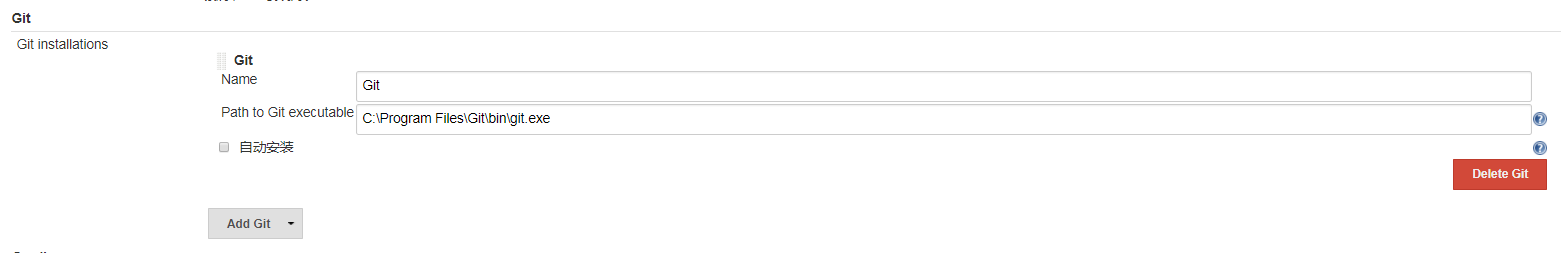 Git
Git installations
Git
Name
Git
Path to Git executable
C:\Program Files\Git\bin\git.exe
自动安装
Delete Git
Add Git